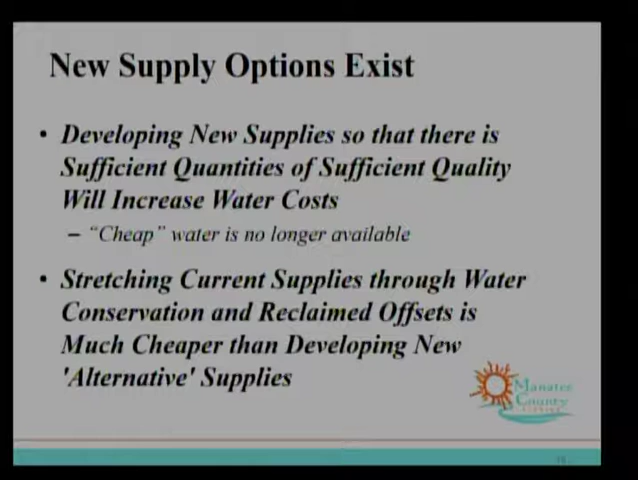 New Supply Options Exist
• Developing New Supplies so that there is
Sufficient Quantities of Sufficient Quality
Will Increase Water Costs
– “Cheap” water is no longer available
• Stretching Current Supplies through Water
Conservation and Reclaimed Offsets is
Much Cheaper than Developing New
'Alternative' Supplies
Manatee
County